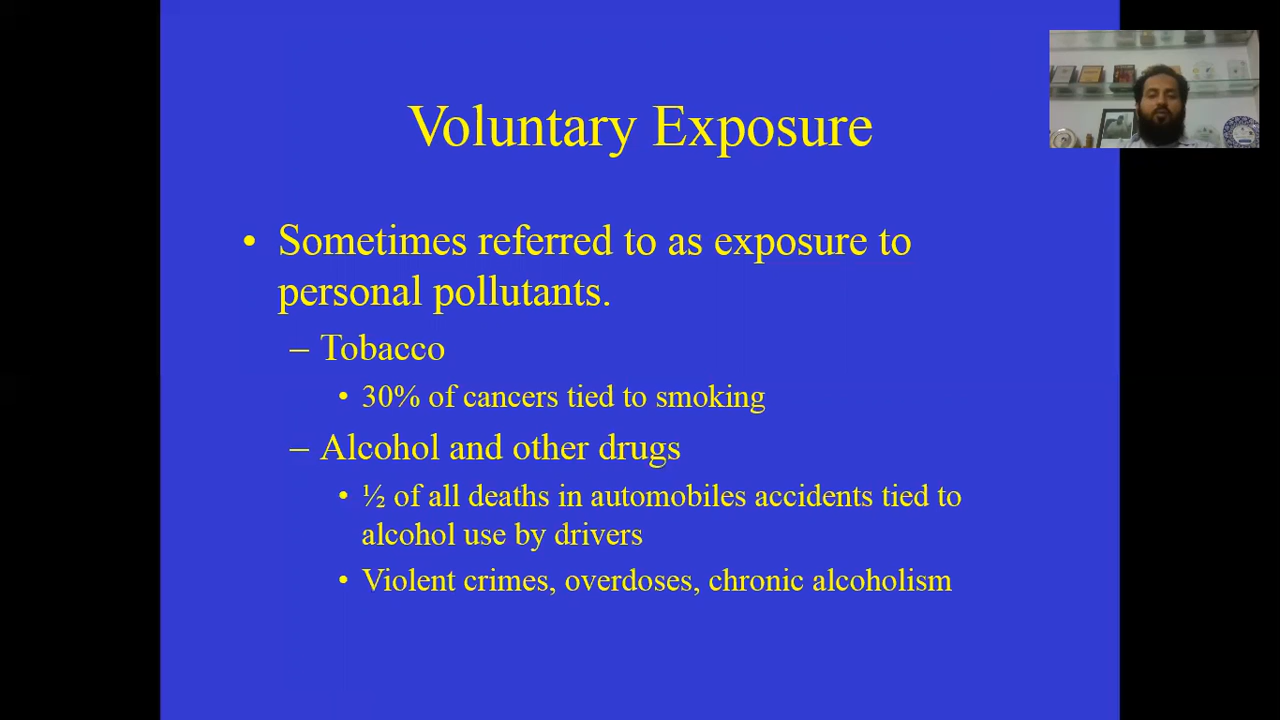 Voluntary Exposure
• Sometimes referred to as exposure to
personal pollutants.
– Tobacco
• 30% of cancers tied to smoking
– Alcohol and other drugs
• ½ of all deaths in automobiles accidents tied to
alcohol use by drivers
• Violent crimes, overdoses, chronic alcoholism